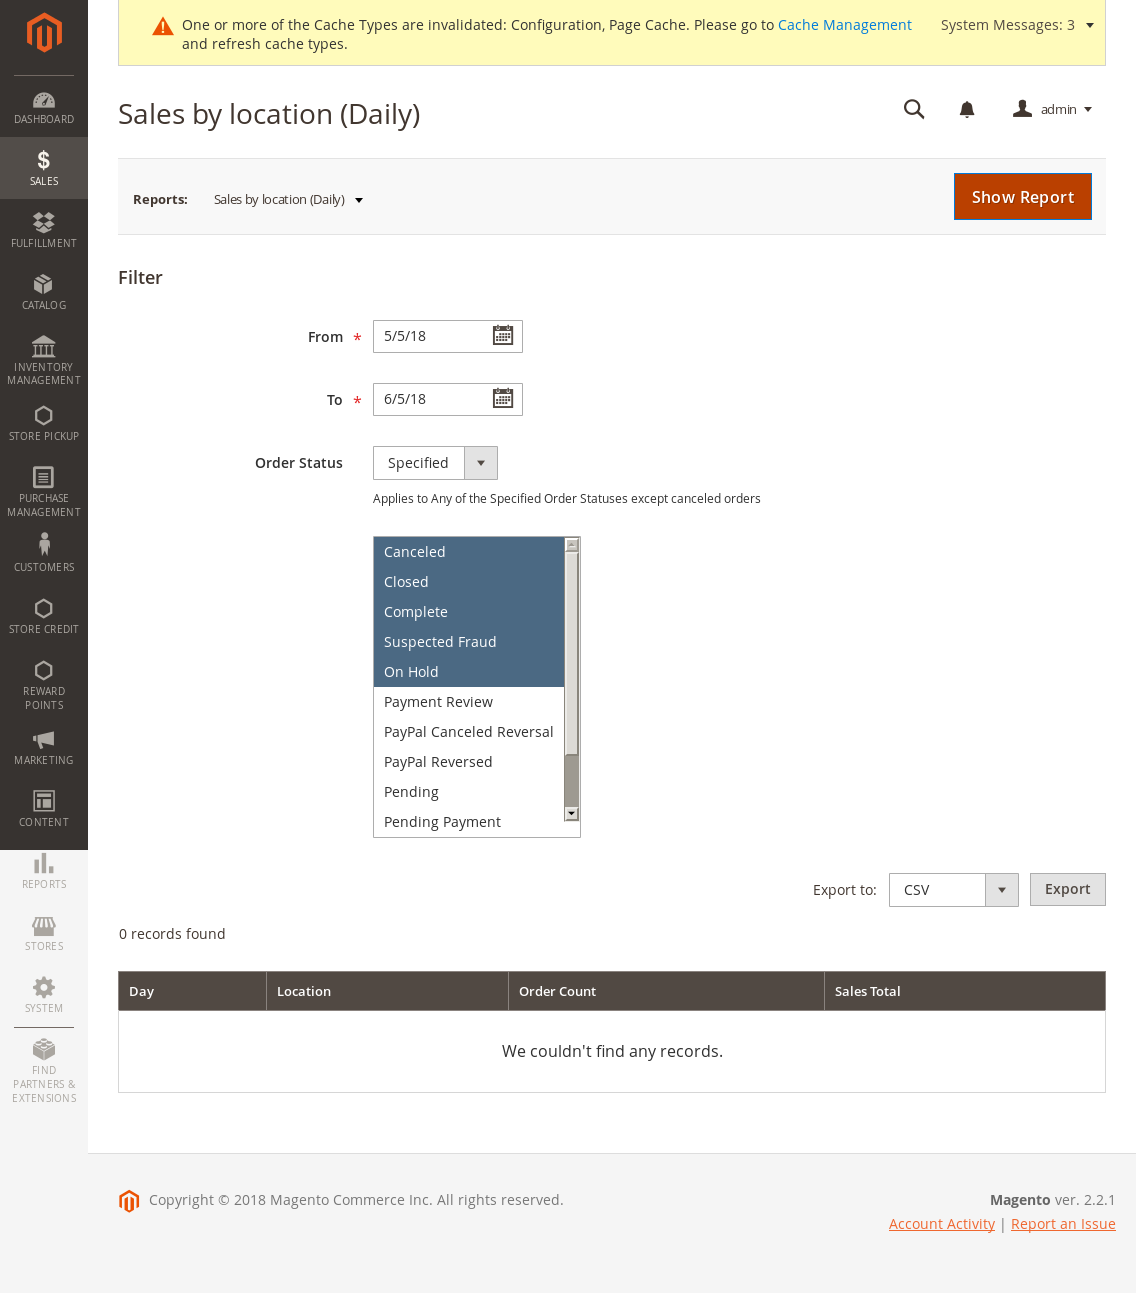 One or more of the Cache Types are invalidated: Configuration, Page Cache. Please go to Cache Management
and refresh cache types.
System Messages: 3
Sales by location (Daily)
admin
Reports: Sales by location (Daily)
Show Report
DASHBOARD
SALES
FULFILLMENT
CATALOG
INVENTORY
MANAGEMENT
STORE PICKUP
PURCHASE
MANAGEMENT
CUSTOMERS
STORE CREDIT
REWARD
POINTS
MARKETING
CONTENT
REPORTS
STORES
SYSTEM
FIND
PARTNERS &
EXTENSIONS
Filter
From * 5/5/18
To * 6/5/18
Order Status Specified
Applies to Any of the Specified Order Statuses except canceled orders
Canceled
Closed
Complete
Suspected Fraud
On Hold
Payment Review
PayPal Canceled Reversal
PayPal Reversed
Pending
Pending Payment
Export to: CSV Export
0 records found
Day Location Order Count Sales Total
We couldn't find any records.
Copyright © 2018 Magento Commerce Inc. All rights reserved.
Magento ver. 2.2.1
Account Activity | Report an Issue